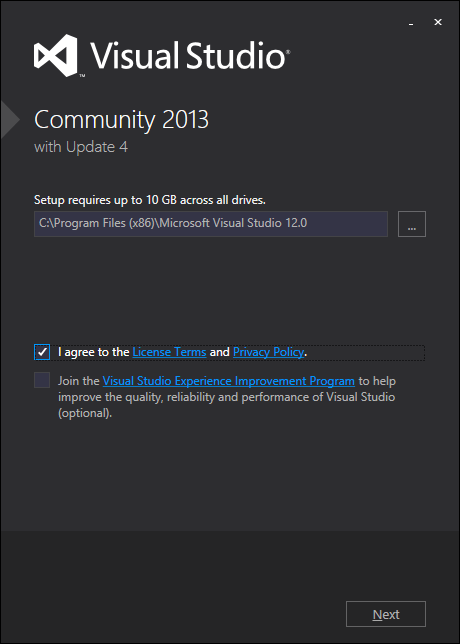 Visual Studio®
™
Community 2013
with Update 4
Setup requires up to 10 GB across all drives.
C:\Program Files (x86)\Microsoft Visual Studio 12.0
...
I agree to the License Terms and Privacy Policy.
Join the Visual Studio Experience Improvement Program to help
improve the quality, reliability and performance of Visual Studio
(optional).
Next